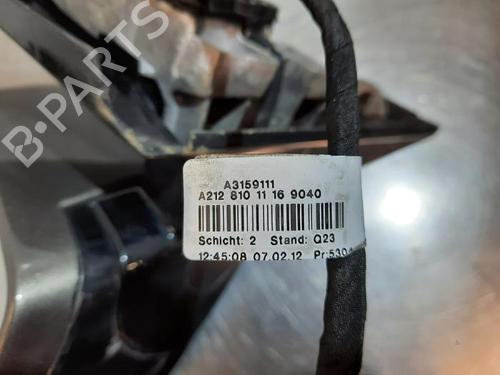 B-PARTS
A3159111
A212 810 11 16 9040
Schicht: 2 Stand: Q23
12:45:08 07.02.12